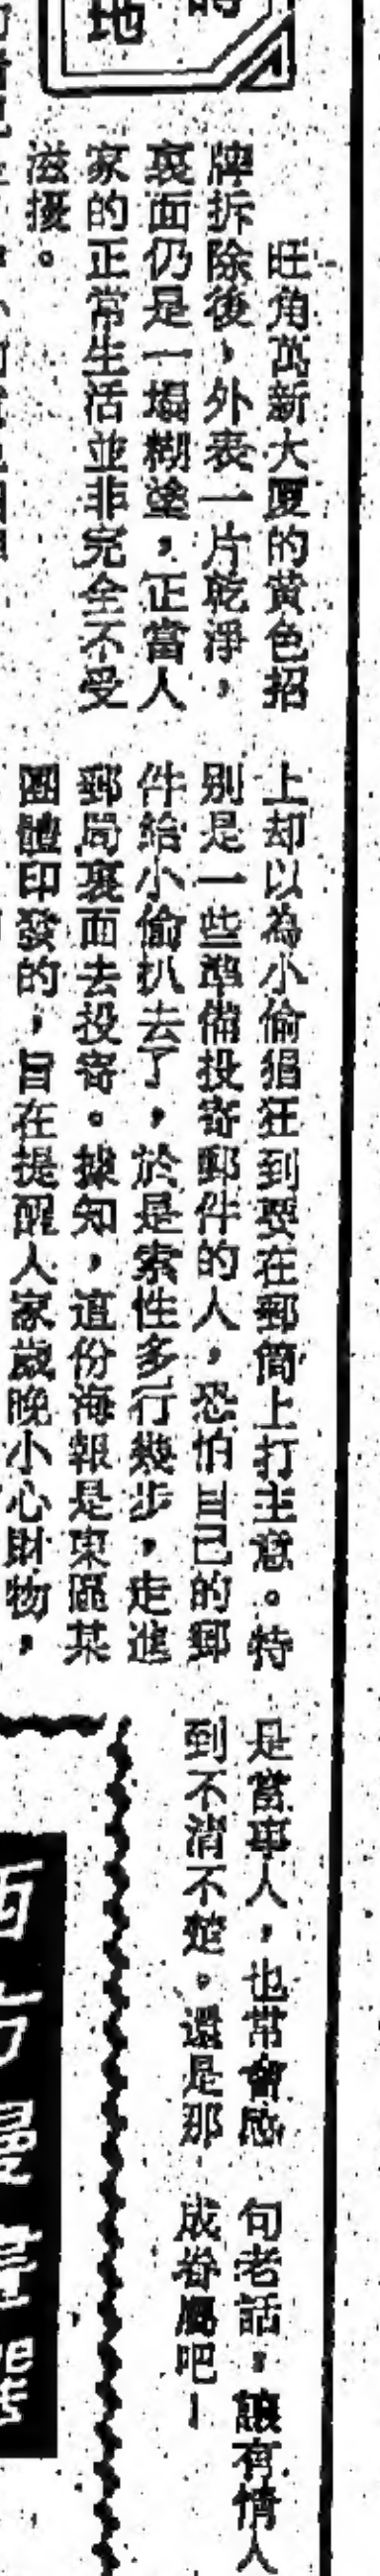 時
地
旺角萬新大厦的黄色招
牌拆除後，外表一片乾淨，
裏面仍是一塌糊塗，正當人
家的正常生活並非完全不受
滋擾。
上却以為小偷猖狂到要在郵筒上打主意。特
别是一些準備投寄郵件的人，恐怕自己的郵
件給小偷扒去了，於是索性多行幾步，走進
郵局裏面去投寄。據知，這份海報是東區某
團體印發的，旨在提醒人家歲晚小心財物，
是當事人，也常會感
到不清不楚。還是那
句老話，讓有情人
成眷屬吧！